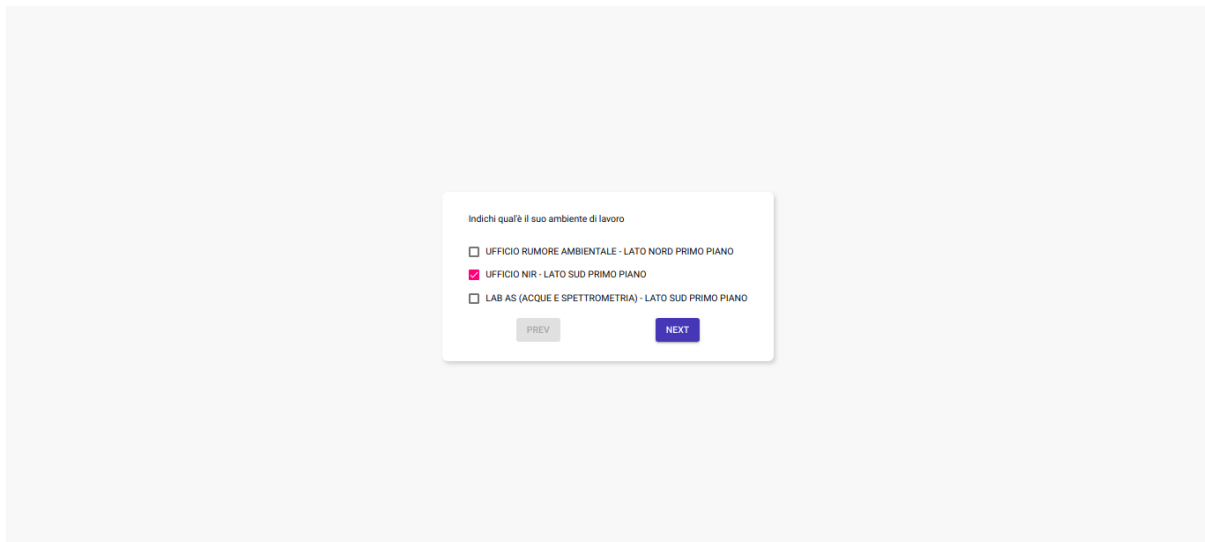 Indichi qual'è il suo ambiente di lavoro
UFFICIO RUMORE AMBIENTALE - LATO NORD PRIMO PIANO
UFFICIO NIR - LATO SUD PRIMO PIANO
LAB AS (ACQUE E SPETTROMETRIA) - LATO SUD PRIMO PIANO
PREV NEXT